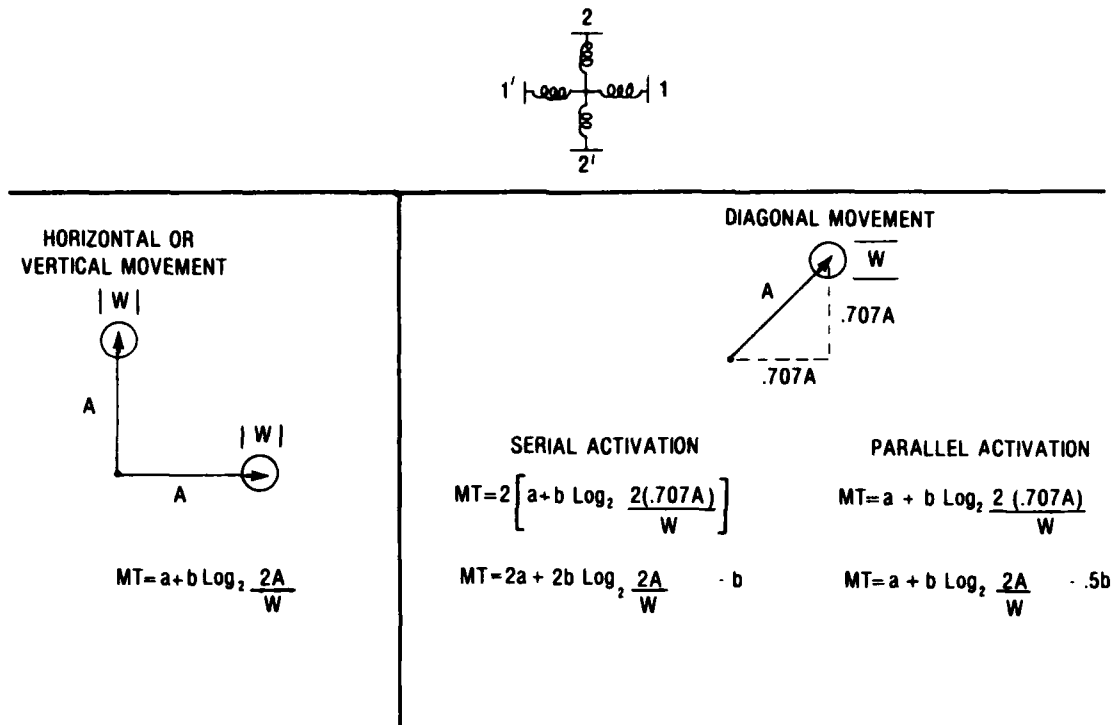 2
1' 1
2'
HORIZONTAL OR
VERTICAL MOVEMENT
| W |
A
| W |
A
MT=a+b Log₂ 2A/W
DIAGONAL MOVEMENT
W
A
.707A
.707A
SERIAL ACTIVATION
MT=2[a+b Log₂ 2(.707A)/W]
MT=2a + 2b Log₂ 2A/W - b
PARALLEL ACTIVATION
MT=a + b Log₂ 2 (.707A)/W
MT=a + b Log₂ 2A/W - .5b